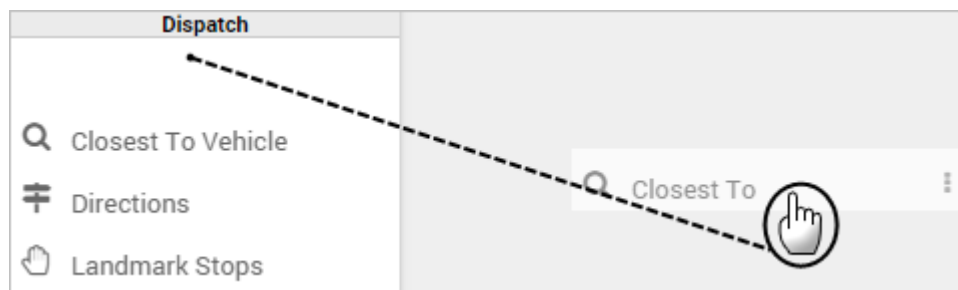 Dispatch
Closest To Vehicle
Closest To
Directions
Landmark Stops